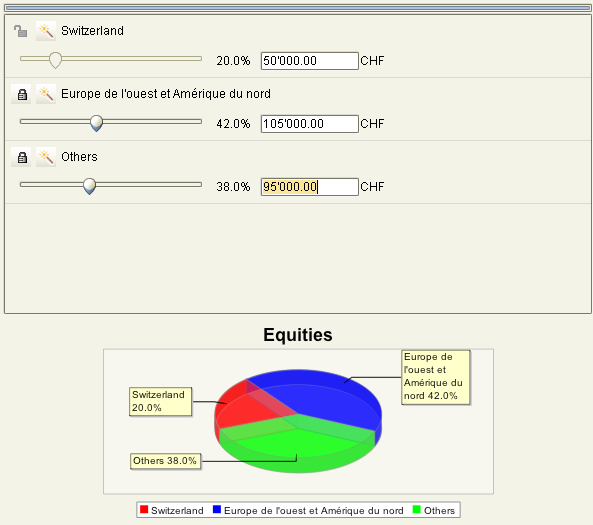 Switzerland
20.0% 50'000.00 CHF
Europe de l'ouest et Amérique du nord
42.0% 105'000.00 CHF
Others
38.0% 95'000.00 CHF
Equities
Europe de
l'ouest et
Amérique du
nord 42.0%
Switzerland
20.0%
Others 38.0%
Switzerland Europe de l'ouest et Amérique du nord Others